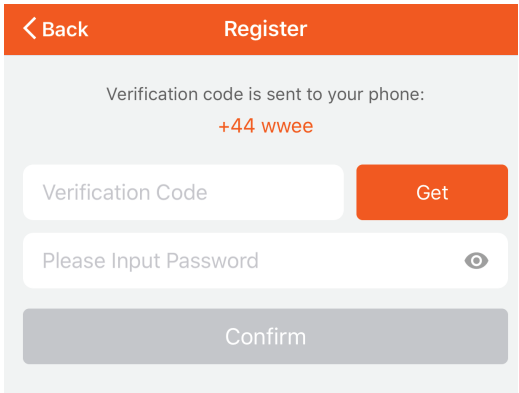 Back Register
Verification code is sent to your phone:
+44 wwee
Verification Code Get
Please Input Password
Confirm